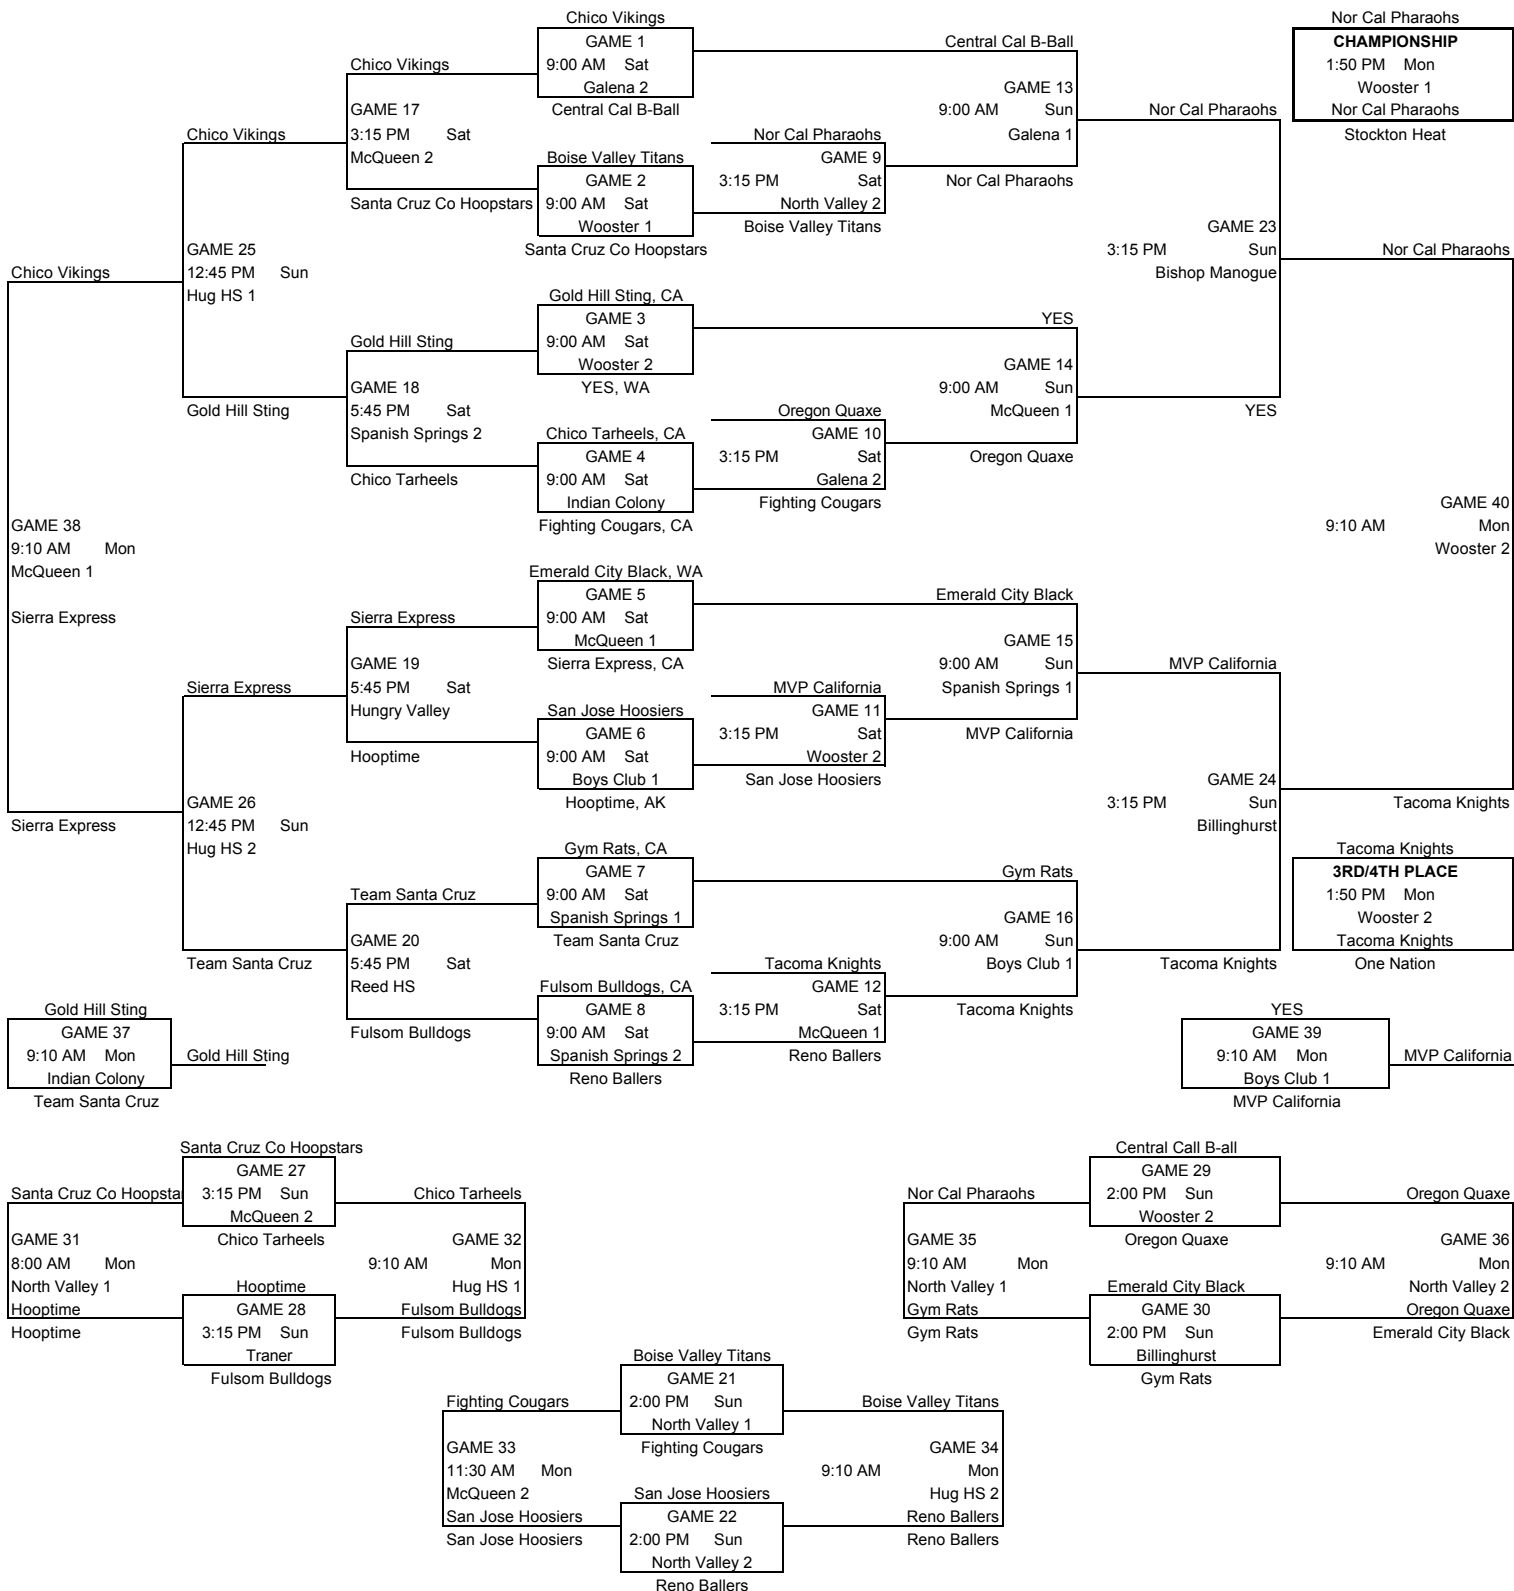 Chico Vikings
GAME 1
9:00 AM Sat
Galena 2
Central Cal B-Ball
Central Cal B-Ball
Nor Cal Pharaohs
CHAMPIONSHIP
1:50 PM Mon
Wooster 1
Nor Cal Pharaohs
Stockton Heat
Chico Vikings
GAME 17
3:15 PM Sat
McQueen 2
Santa Cruz Co Hoopstars
Chico Vikings
GAME 13
9:00 AM Sun
Galena 1
Nor Cal Pharaohs
Nor Cal Pharaohs
GAME 9
3:15 PM Sat
North Valley 2
Boise Valley Titans
Boise Valley Titans
GAME 2
9:00 AM Sat
Wooster 1
Santa Cruz Co Hoopstars
Nor Cal Pharaohs
GAME 25
12:45 PM Sun
Hug HS 1
Chico Vikings
GAME 23
3:15 PM Sun
Bishop Manogue
Nor Cal Pharaohs
Gold Hill Sting, CA
GAME 3
9:00 AM Sat
Wooster 2
YES, WA
YES
Gold Hill Sting
GAME 18
5:45 PM Sat
Spanish Springs 2
Chico Tarheels
Gold Hill Sting
GAME 14
9:00 AM Sun
McQueen 1
Oregon Quaxe
YES
Oregon Quaxe
GAME 10
3:15 PM Sat
Galena 2
Fighting Cougars
Chico Tarheels, CA
GAME 4
9:00 AM Sat
Indian Colony
Fighting Cougars, CA
GAME 38
9:10 AM Mon
McQueen 1
Sierra Express
GAME 40
9:10 AM Mon
Wooster 2
Emerald City Black, WA
GAME 5
9:00 AM Sat
McQueen 1
Sierra Express, CA
Emerald City Black
Sierra Express
GAME 19
5:45 PM Sat
Hungry Valley
Hooptime
Sierra Express
GAME 15
9:00 AM Sun
Spanish Springs 1
MVP California
MVP California
MVP California
GAME 11
3:15 PM Sat
Wooster 2
San Jose Hoosiers
San Jose Hoosiers
GAME 6
9:00 AM Sat
Boys Club 1
Hooptime, AK
GAME 26
12:45 PM Sun
Hug HS 2
Sierra Express
GAME 24
3:15 PM Sun
Billinghurst
Tacoma Knights
Gym Rats, CA
GAME 7
9:00 AM Sat
Spanish Springs 1
Team Santa Cruz
Gym Rats
Tacoma Knights
3RD/4TH PLACE
1:50 PM Mon
Wooster 2
Tacoma Knights
One Nation
Team Santa Cruz
GAME 20
5:45 PM Sat
Reed HS
Fulsom Bulldogs
Team Santa Cruz
GAME 16
9:00 AM Sun
Boys Club 1
Tacoma Knights
Tacoma Knights
Tacoma Knights
GAME 12
3:15 PM Sat
McQueen 1
Reno Ballers
Fulsom Bulldogs, CA
GAME 8
9:00 AM Sat
Spanish Springs 2
Reno Ballers
Gold Hill Sting
GAME 37
9:10 AM Mon
Indian Colony
Team Santa Cruz
Gold Hill Sting
YES
GAME 39
9:10 AM Mon
Boys Club 1
MVP California
MVP California
Santa Cruz Co Hoopstars
GAME 27
3:15 PM Sun
McQueen 2
Chico Tarheels
Santa Cruz Co Hoopstar
GAME 31
8:00 AM Mon
North Valley 1
Hooptime
Hooptime
Chico Tarheels
GAME 32
9:10 AM Mon
Hug HS 1
Fulsom Bulldogs
Fulsom Bulldogs
Hooptime
GAME 28
3:15 PM Sun
Traner
Fulsom Bulldogs
Central Call B-all
GAME 29
2:00 PM Sun
Wooster 2
Oregon Quaxe
Nor Cal Pharaohs
GAME 35
9:10 AM Mon
North Valley 1
Gym Rats
Gym Rats
Oregon Quaxe
GAME 36
9:10 AM Mon
North Valley 2
Oregon Quaxe
Emerald City Black
Emerald City Black
GAME 30
2:00 PM Sun
Billinghurst
Gym Rats
Boise Valley Titans
GAME 21
2:00 PM Sun
North Valley 1
Fighting Cougars
Fighting Cougars
GAME 33
11:30 AM Mon
McQueen 2
San Jose Hoosiers
San Jose Hoosiers
Boise Valley Titans
GAME 34
9:10 AM Mon
Hug HS 2
Reno Ballers
Reno Ballers
San Jose Hoosiers
GAME 22
2:00 PM Sun
North Valley 2
Reno Ballers